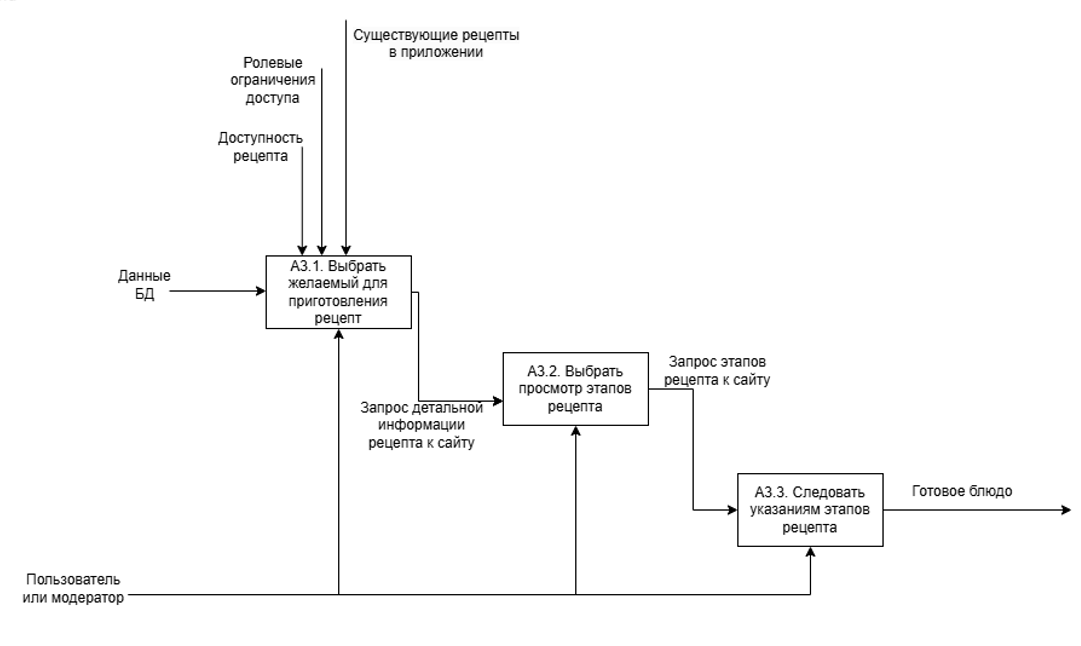 Существующие рецепты
в приложении
Ролевые
ограничения
доступа
Доступность
рецепта
Данные
БД
А3.1. Выбрать
желаемый для
приготовления
рецепт
А3.2. Выбрать
просмотр этапов
рецепта
Запрос этапов
рецепта к сайту
Запрос детальной
информации
рецепта к сайту
А3.3. Следовать
указаниям этапов
рецепта
Готовое блюдо
Пользователь
или модератор